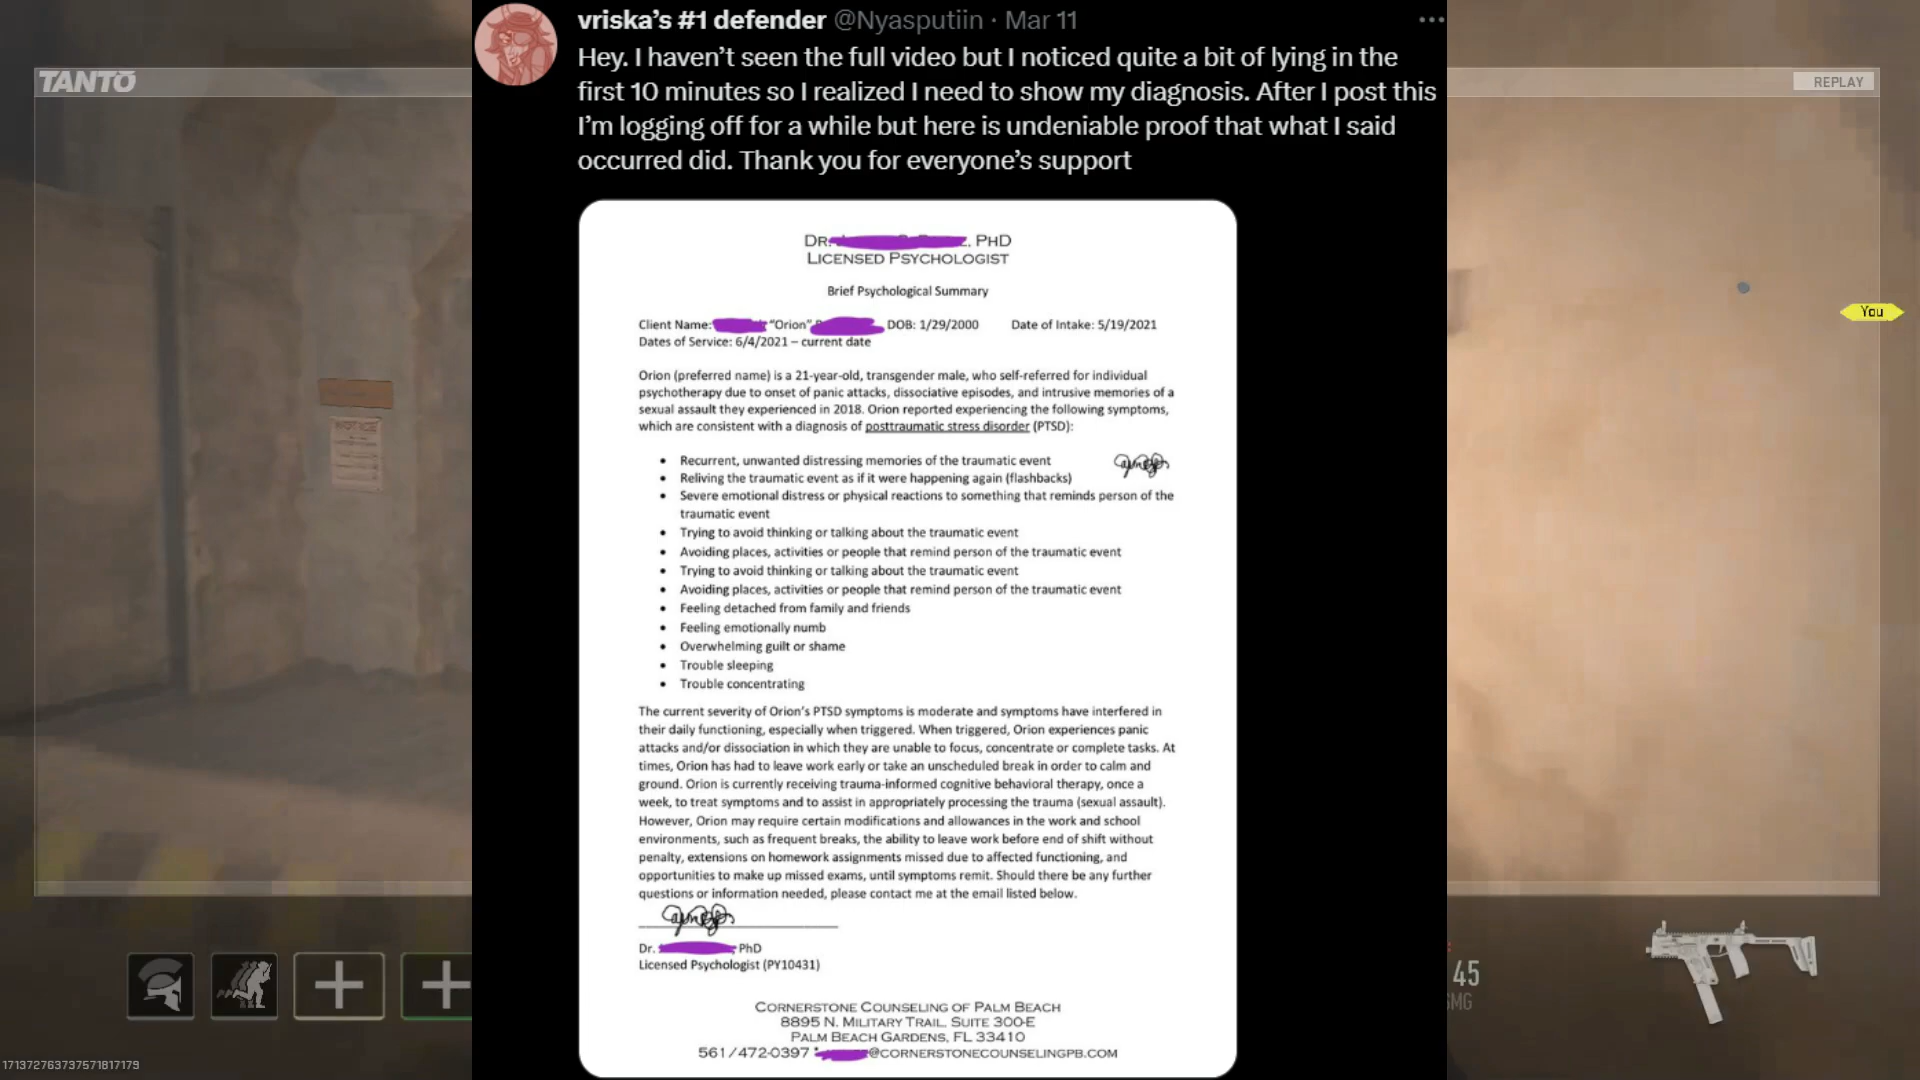 vriska's #1 defender @Nyasputiin · Mar 11
Hey. I haven't seen the full video but I noticed quite a bit of lying in the
first 10 minutes so I realized I need to show my diagnosis. After I post this
I'm logging off for a while but here is undeniable proof that what I said
occurred did. Thank you for everyone's support
TANTO
REPLAY
You
DR. , PHD
LICENSED PSYCHOLOGIST
Brief Psychological Summary
Client Name: "Orion" DOB: 1/29/2000 Date of Intake: 5/19/2021
Dates of Service: 6/4/2021 – current date
Orion (preferred name) is a 21-year-old, transgender male, who self-referred for individual
psychotherapy due to onset of panic attacks, dissociative episodes, and intrusive memories of a
sexual assault they experienced in 2018. Orion reported experiencing the following symptoms,
which are consistent with a diagnosis of posttraumatic stress disorder (PTSD):
• Recurrent, unwanted distressing memories of the traumatic event
• Reliving the traumatic event as if it were happening again (flashbacks)
• Severe emotional distress or physical reactions to something that reminds person of the
traumatic event
• Trying to avoid thinking or talking about the traumatic event
• Avoiding places, activities or people that remind person of the traumatic event
• Trying to avoid thinking or talking about the traumatic event
• Avoiding places, activities or people that remind person of the traumatic event
• Feeling detached from family and friends
• Feeling emotionally numb
• Overwhelming guilt or shame
• Trouble sleeping
• Trouble concentrating
The current severity of Orion's PTSD symptoms is moderate and symptoms have interfered in
their daily functioning, especially when triggered. When triggered, Orion experiences panic
attacks and/or dissociation in which they are unable to focus, concentrate or complete tasks. At
times, Orion has had to leave work early or take an unscheduled break in order to calm and
ground. Orion is currently receiving trauma-informed cognitive behavioral therapy, once a
week, to treat symptoms and to assist in appropriately processing the trauma (sexual assault).
However, Orion may require certain modifications and allowances in the work and school
environments, such as frequent breaks, the ability to leave work before end of shift without
penalty, extensions on homework assignments missed due to affected functioning, and
opportunities to make up missed exams, until symptoms remit. Should there be any further
questions or information needed, please contact me at the email listed below.
Dr. PhD
Licensed Psychologist (PY10431)
CORNERSTONE COUNSELING OF PALM BEACH
8895 N. MILITARY TRAIL, SUITE 300-E
PALM BEACH GARDENS, FL 33410
561/472-0397 * @CORNERSTONECOUNSELINGPB.COM
45
SMG
17137276373757181719